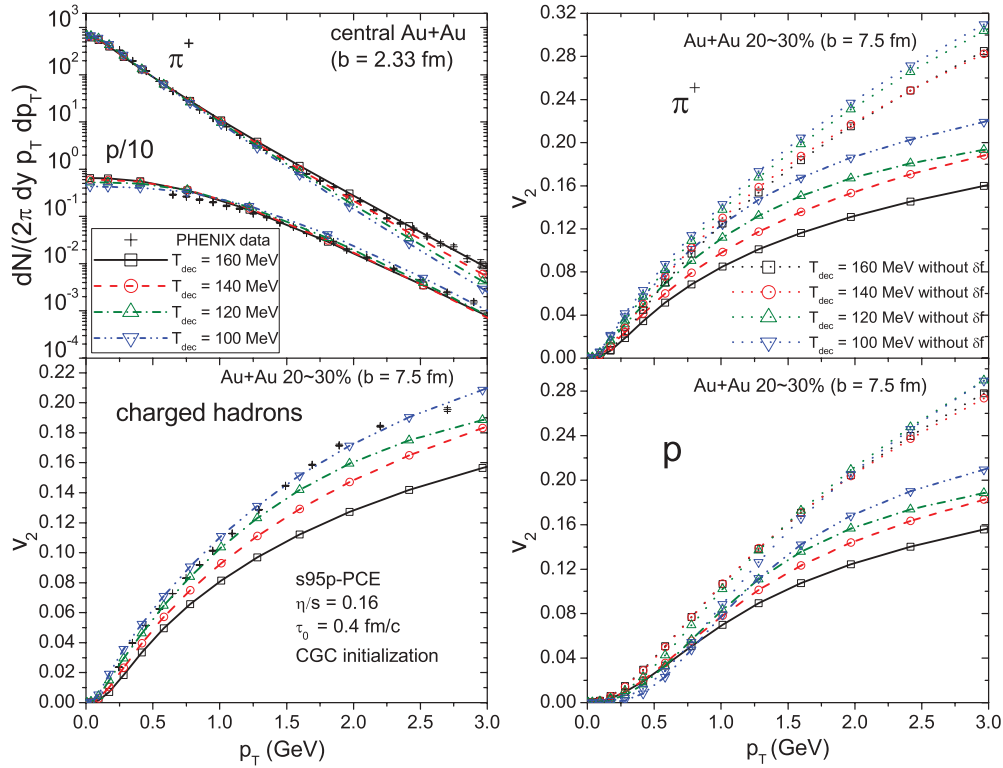 10^3
10^2
10^1
10^0
10^-1
10^-2
10^-3
10^-4
dN/(2π dy p_T dp_T)
π^+
central Au+Au
(b = 2.33 fm)
p/10
PHENIX data
T_dec = 160 MeV
T_dec = 140 MeV
T_dec = 120 MeV
T_dec = 100 MeV
0.32
0.28
0.24
0.20
0.16
0.12
0.08
0.04
0.00
v_2
Au+Au 20~30% (b = 7.5 fm)
π^+
T_dec = 160 MeV without δf
T_dec = 140 MeV without δf
T_dec = 120 MeV without δf
T_dec = 100 MeV without δf
0.22
0.20
0.18
0.16
0.14
0.12
0.10
0.08
0.06
0.04
0.02
0.00
v_2
Au+Au 20~30% (b = 7.5 fm)
charged hadrons
s95p-PCE
η/s = 0.16
τ_0 = 0.4 fm/c
CGC initialization
0.0 0.5 1.0 1.5 2.0 2.5 3.0
p_T (GeV)
0.28
0.24
0.20
0.16
0.12
0.08
0.04
0.00
v_2
Au+Au 20~30% (b = 7.5 fm)
p
0.0 0.5 1.0 1.5 2.0 2.5 3.0
p_T (GeV)